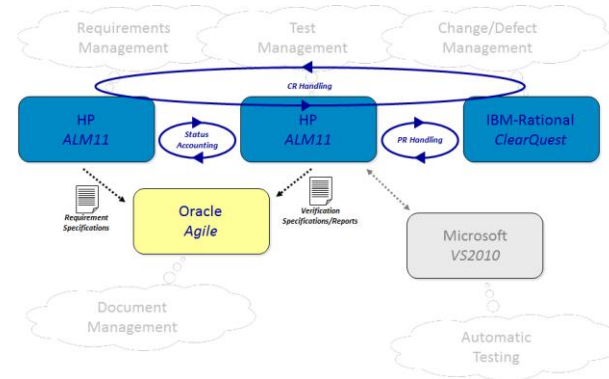 Requirements
Management
Test
Management
Change/Defect
Management
CR Handling
HP
ALM11
Status
Accounting
HP
ALM11
PR Handling
IBM-Rational
ClearQuest
Requirement
Specifications
Oracle
Agile
Verification
Specifications/Reports
Microsoft
VS2010
Document
Management
Automatic
Testing